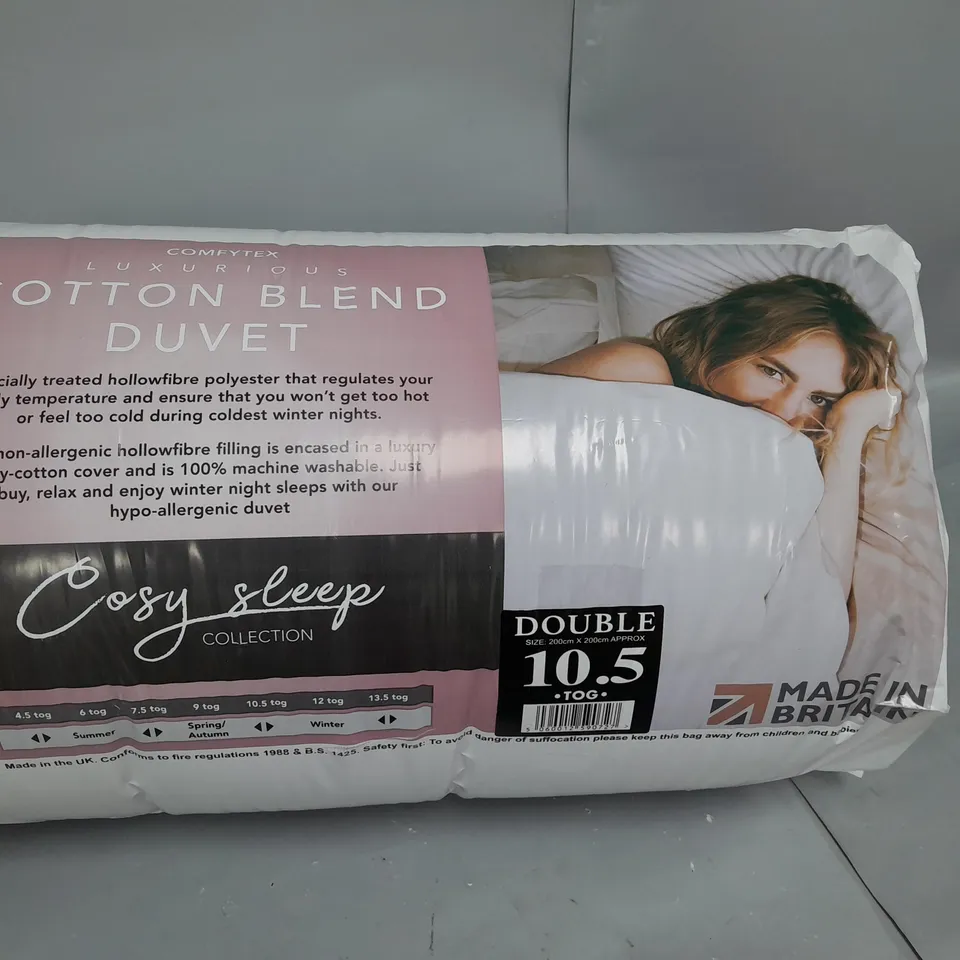 COMFYTEX
LUXURIOUS
COTTON BLEND
DUVET
cially treated hollowfibre polyester that regulates your
y temperature and ensure that you won't get too hot
or feel too cold during coldest winter nights.
non-allergenic hollowfibre filling is encased in a luxury
y-cotton cover and is 100% machine washable. Just
buy, relax and enjoy winter night sleeps with our
hypo-allergenic duvet
Cosy sleep
COLLECTION
4.5 tog 6 tog 7.5 tog 9 tog 10.5 tog 12 tog 13.5 tog
Summer Spring/ Autumn Winter
Made in the UK. Conforms to fire regulations 1988 & B.S. 1425. Safety first: To avoid danger of suffocation please keep this bag away from children and babies
DOUBLE
SIZE: 200cm X 200cm APPROX
10.5
•TOG•
MADE IN
BRITAIN